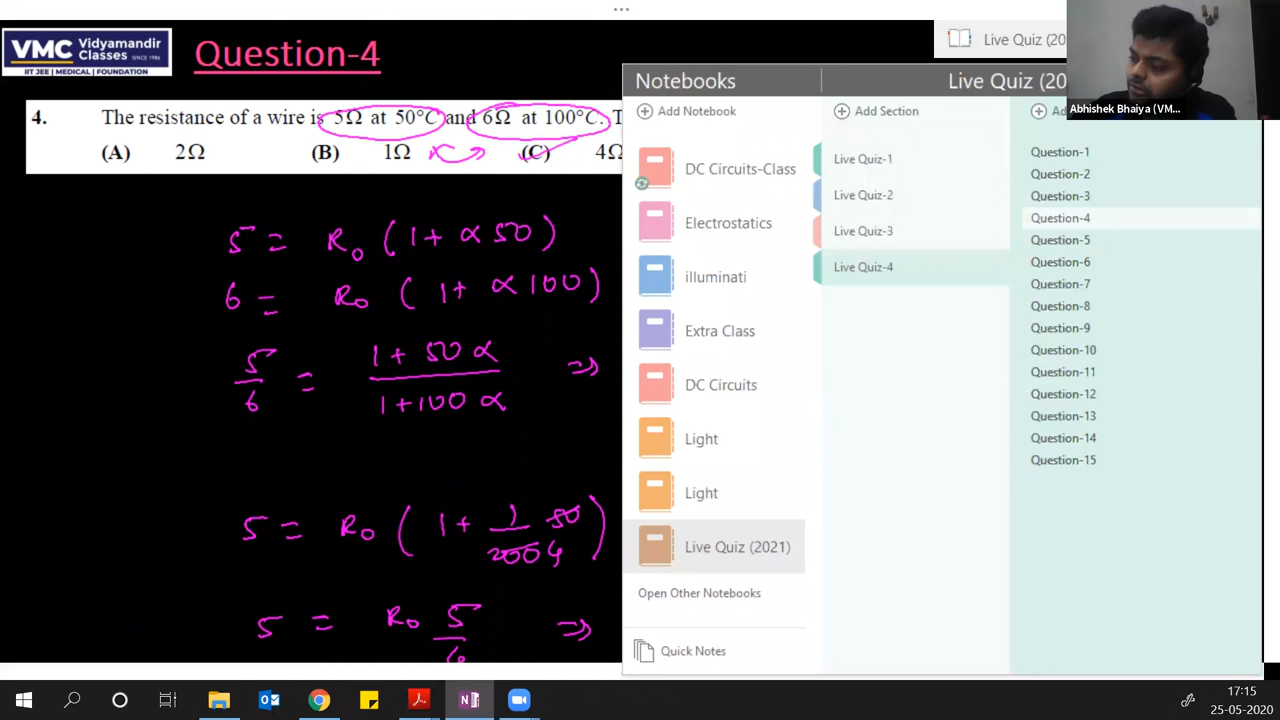 VMC Vidyamandir Classes SINCE 1986
IIT JEE | MEDICAL | FOUNDATION
Question-4
4. The resistance of a wire is 5Ω at 50°C and 6Ω at 100°C. T
(A) 2Ω (B) 1Ω (C) 4Ω
5 = R₀ (1 + α 50)
6 = R₀ (1 + α 100)
5/6 = (1 + 50 α)/(1 + 100 α) ⇒
5 = R₀ (1 + 1/200 50 4)
5 = R₀ 5/ ⇒
Live Quiz (20
Abhishek Bhaiya (VM...
Notebooks
Live Quiz (20
Add Notebook
Add Section
Ad
DC Circuits-Class
Electrostatics
illuminati
Extra Class
DC Circuits
Light
Light
Live Quiz (2021)
Open Other Notebooks
Quick Notes
Live Quiz-1
Live Quiz-2
Live Quiz-3
Live Quiz-4
Question-1
Question-2
Question-3
Question-4
Question-5
Question-6
Question-7
Question-8
Question-9
Question-10
Question-11
Question-12
Question-13
Question-14
Question-15
17:15
25-05-2020